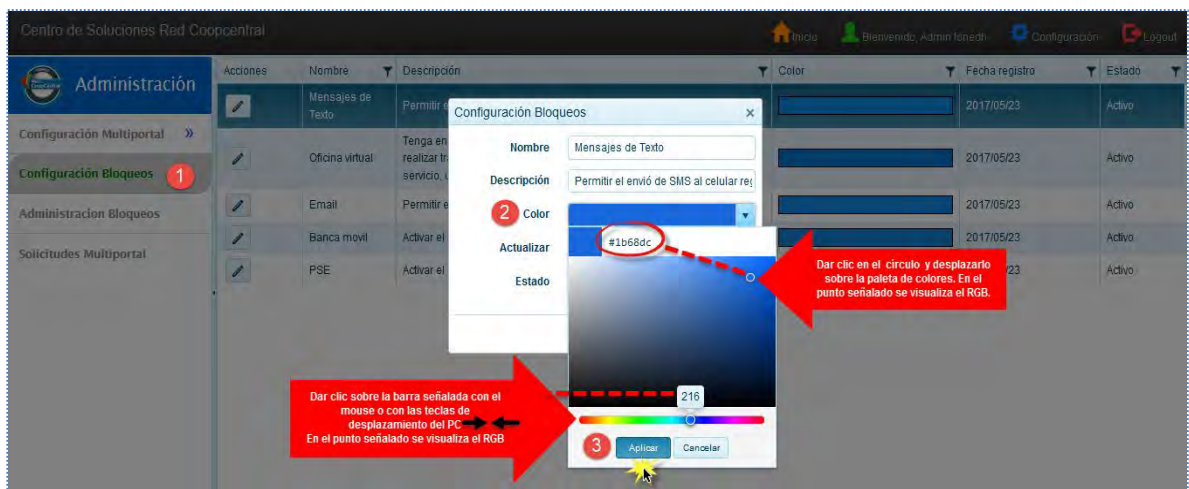 Centro de Soluciones Red Coopcentral
Inicio
Bienvenido, Admin fonedh
Configuración
Logout
Administración
Configuración Multiportal »
Configuración Bloqueos
1
Administracion Bloqueos
Solicitudes Multiportal
Acciones Nombre Descripción Color Fecha registro Estado
Mensajes de
Texto
Permitir e
2017/05/23 Activo
Oficina virtual
Tenga en
realizar tr
servicio, u
2017/05/23 Activo
Email Permitir e 2017/05/23 Activo
Banca movil Activar el 2017/05/23 Activo
PSE Activar el /23 Activo
Configuración Bloqueos ×
Nombre Mensajes de Texto
Descripción Permitir el envió de SMS al celular reg
2 Color
Actualizar
Estado
#1b68dc
216
3 Aplicar Cancelar
Dar clic en el circulo y desplazarlo
sobre la paleta de colores. En el
punto señalado se visualiza el RGB.
Dar clic sobre la barra señalada con el
mouse o con las teclas de
desplazamiento del PC
En el punto señalado se visualiza el RGB